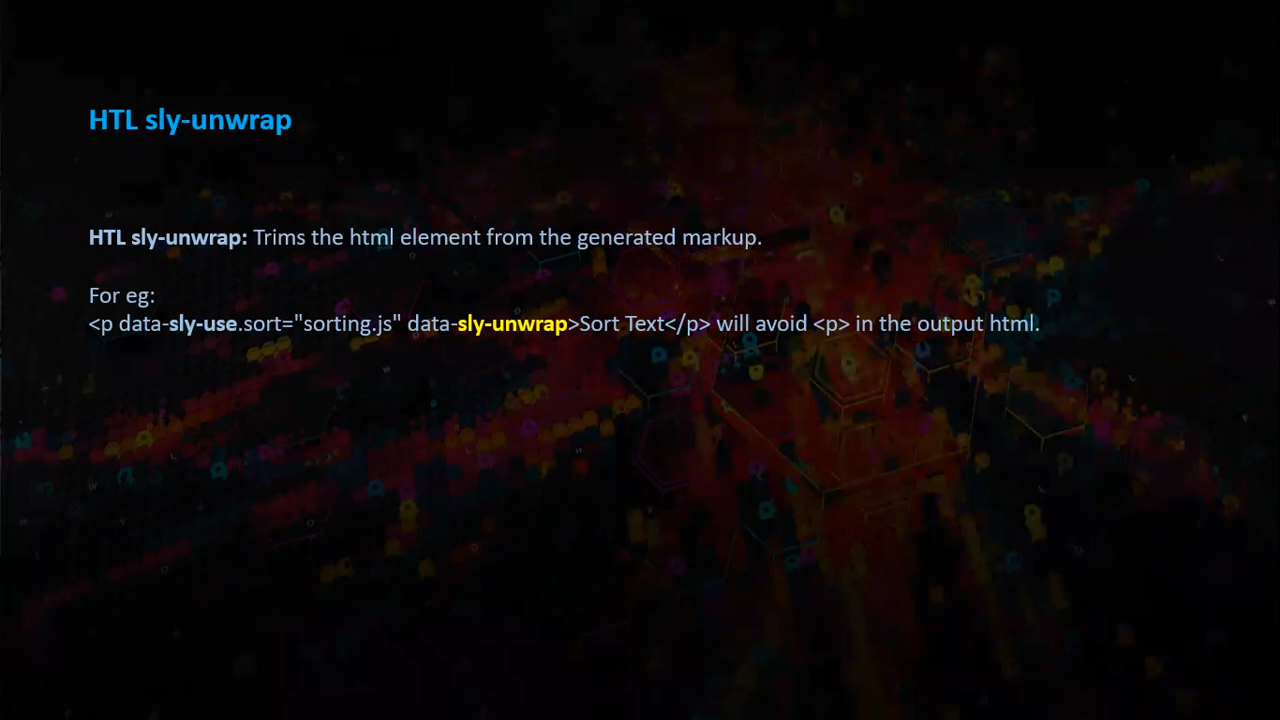 HTL sly-unwrap
HTL sly-unwrap: Trims the html element from the generated markup.
For eg:
<p data-sly-use.sort="sorting.js" data-sly-unwrap>Sort Text</p> will avoid <p> in the output html.